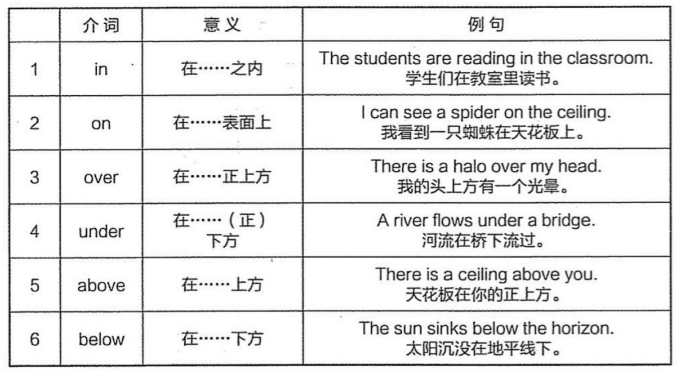 介词 意义 例句
1 in 在……之内 The students are reading in the classroom.
学生们在教室里读书。
2 on 在……表面上 I can see a spider on the ceiling.
我看到一只蜘蛛在天花板上。
3 over 在……正上方 There is a halo over my head.
我的头上方有一个光晕。
4 under 在……（正）
下方 A river flows under a bridge.
河流在桥下流过。
5 above 在……上方 There is a ceiling above you.
天花板在你的正上方。
6 below 在……下方 The sun sinks below the horizon.
太阳沉没在地平线下。